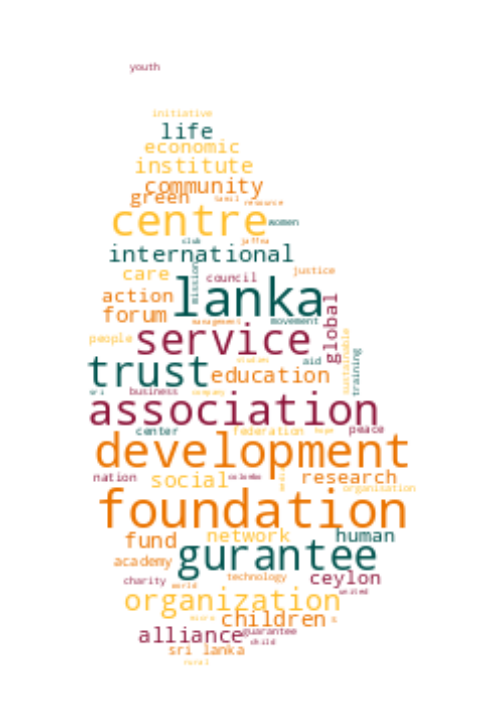 youth
initiative
life
economic
institute
community
green
tamil
resource
centre
women
club
jaffna
international
care
mission
council
justice
lanka
action
forum
global
management
movement
people
service
sustainable
training
aid
trust
education
sri
business
company
association
center
federation
hope
peace
development
nation
social
colombo
research
organisation
foundation
fund
network
human
gurantee
academy
technology
ceylon
charity
world
united
organization
children
micro
alliance
guarantee
child
sri lanka
rural